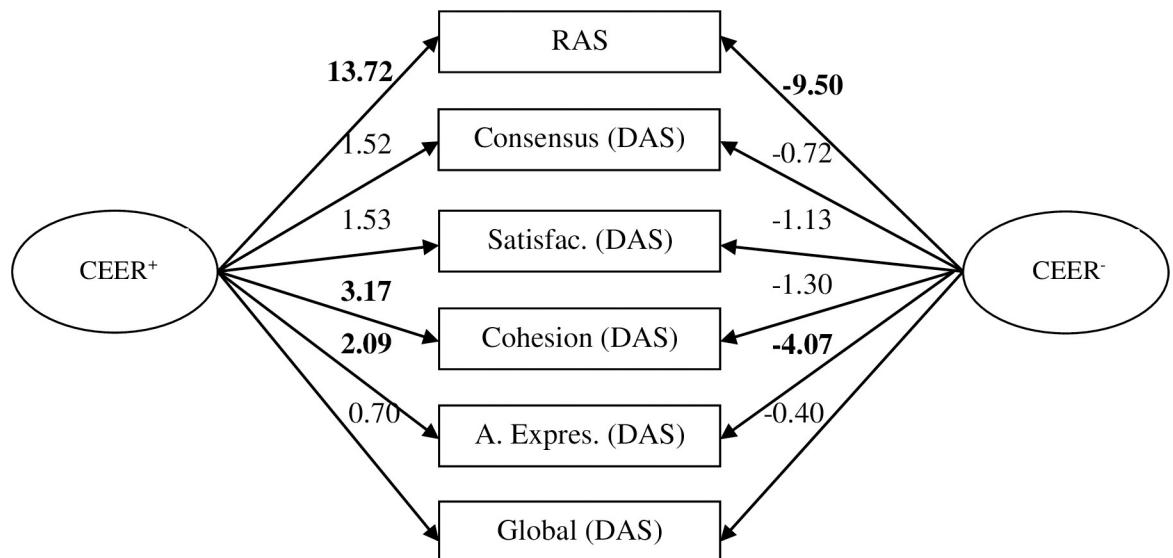 RAS
13.72
-9.50
Consensus (DAS)
1.52
-0.72
1.53
-1.13
Satisfac. (DAS)
CEER⁺
CEER⁻
3.17
-1.30
Cohesion (DAS)
2.09
-4.07
0.70
-0.40
A. Expres. (DAS)
Global (DAS)